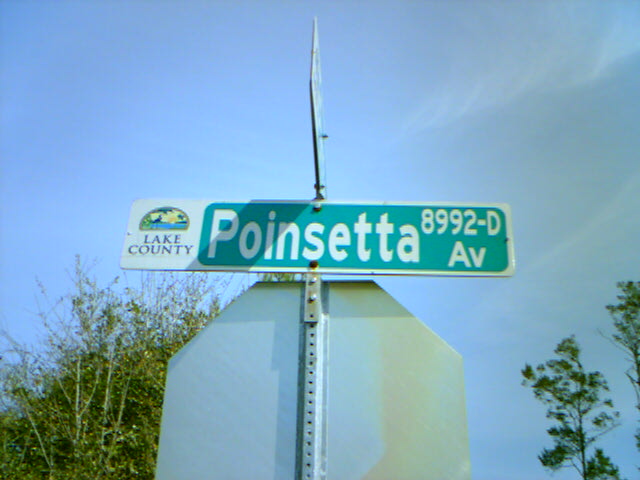 LAKE
COUNTY
Poinsetta 8992-D
Av